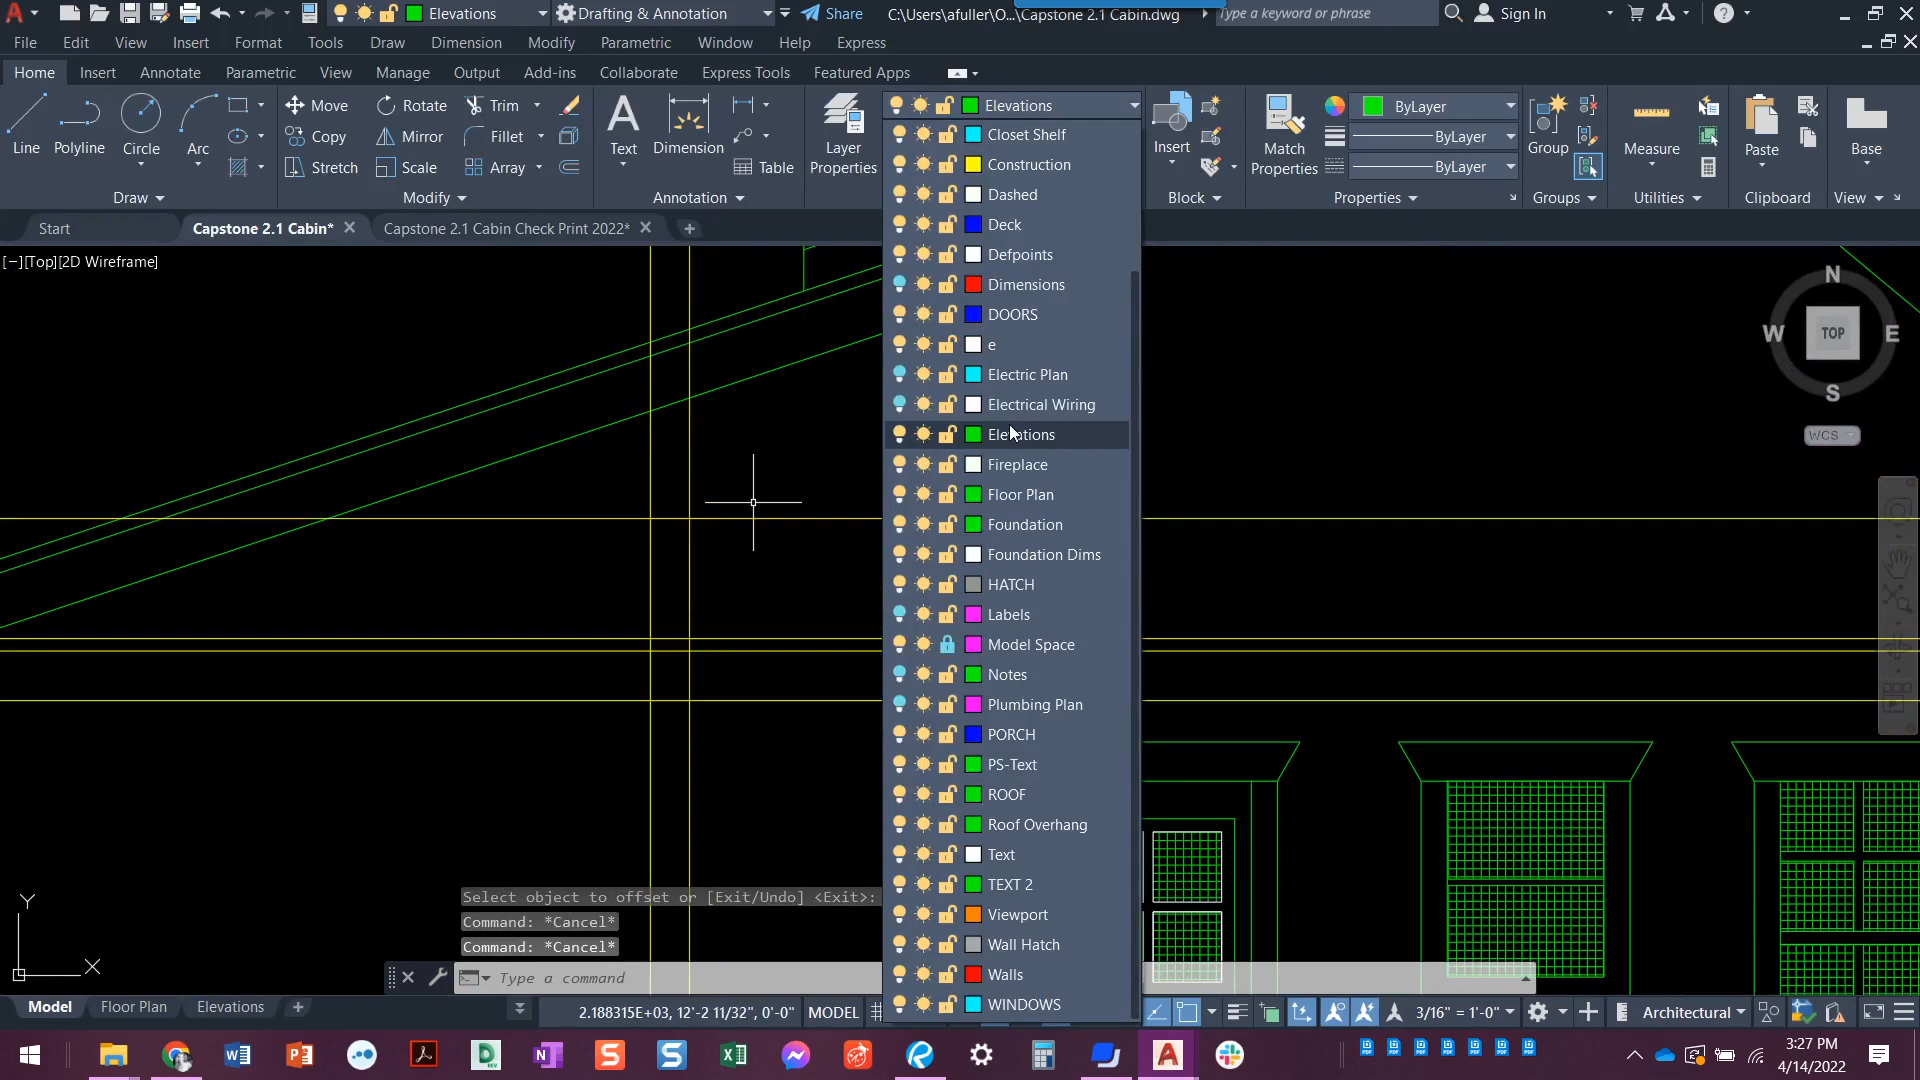 Elevations
Drafting & Annotation
Share
C:\Users\afuller\O...\Capstone 2.1 Cabin.dwg
Type a keyword or phrase
Sign In
File Edit View Insert Format Tools Draw Dimension Modify Parametric Window Help Express
Home Insert Annotate Parametric View Manage Output Add-ins Collaborate Express Tools Featured Apps
Line
Polyline
Circle
Arc
Move
Rotate
Trim
Copy
Mirror
Fillet
Stretch
Scale
Array
Text
Dimension
Table
Layer
Properties
Elevations
Insert
Match
Properties
ByLayer
ByLayer
ByLayer
Group
Measure
Paste
Base
Draw
Modify
Annotation
Block
Properties
Groups
Utilities
Clipboard
View
Start
Capstone 2.1 Cabin*
Capstone 2.1 Cabin Check Print 2022*
[−][Top][2D Wireframe]
Closet Shelf
Construction
Dashed
Deck
Defpoints
Dimensions
DOORS
e
Electric Plan
Electrical Wiring
Elevations
Fireplace
Floor Plan
Foundation
Foundation Dims
HATCH
Labels
Model Space
Notes
Plumbing Plan
PORCH
PS-Text
ROOF
Roof Overhang
Text
TEXT 2
Viewport
Wall Hatch
Walls
WINDOWS
N
W
TOP
E
S
WCS
Y
X
Select object to offset or [Exit/Undo] <Exit>:
Command: *Cancel*
Command: *Cancel*
Type a command
Model
Floor Plan
Elevations
2.188315E+03, 12'-2 11/32", 0'-0"
MODEL
3/16" = 1'-0"
Architectural
3:27 PM
4/14/2022